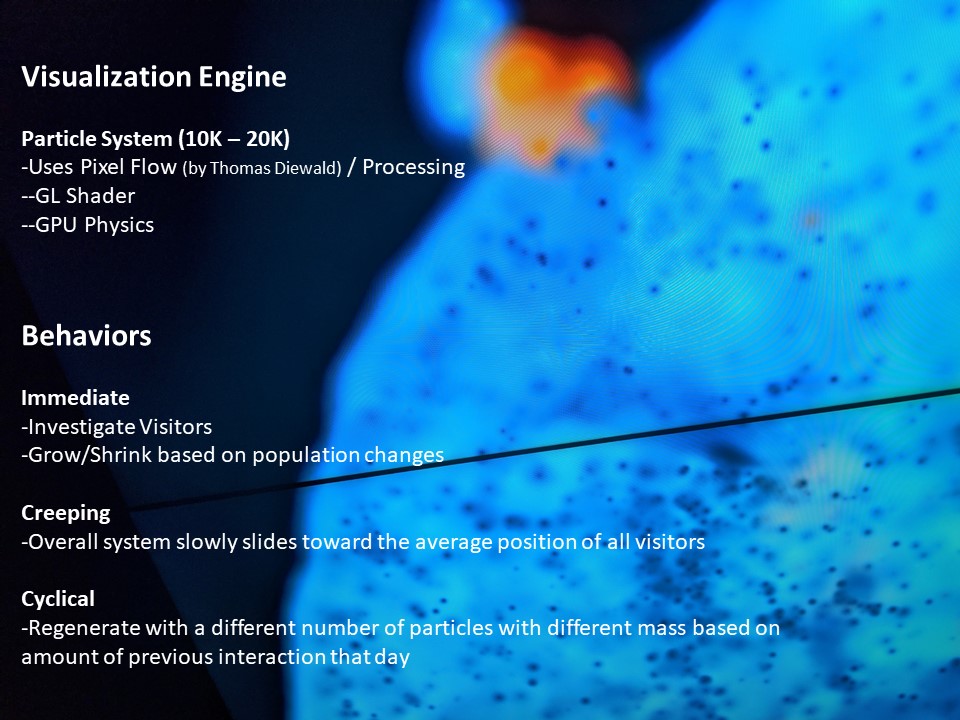 Visualization Engine
Particle System (10K – 20K)
-Uses Pixel Flow (by Thomas Diewald) / Processing
--GL Shader
--GPU Physics
Behaviors
Immediate
-Investigate Visitors
-Grow/Shrink based on population changes
Creeping
-Overall system slowly slides toward the average position of all visitors
Cyclical
-Regenerate with a different number of particles with different mass based on
amount of previous interaction that day